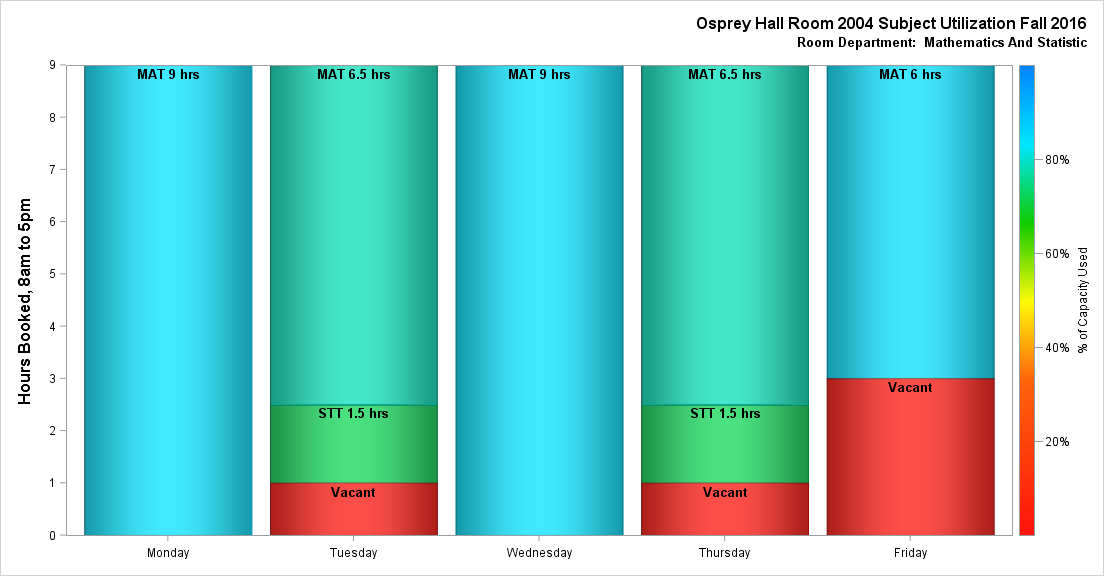 Osprey Hall Room 2004 Subject Utilization Fall 2016
Room Department: Mathematics And Statistic
Hours Booked, 8am to 5pm
9
8
7
6
5
4
3
2
1
0
MAT 9 hrs
MAT 6.5 hrs
STT 1.5 hrs
Vacant
MAT 9 hrs
MAT 6.5 hrs
STT 1.5 hrs
Vacant
MAT 6 hrs
Vacant
Monday
Tuesday
Wednesday
Thursday
Friday
80%
60%
40%
20%
% of Capacity Used